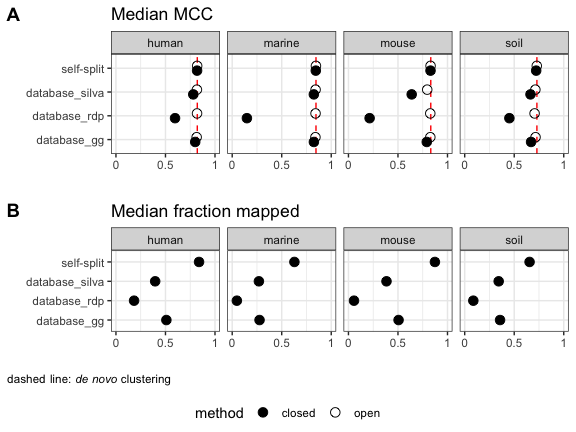 A
Median MCC
human marine mouse soil
self-split
database_silva
database_rdp
database_gg
0 0.5 1 0 0.5 1 0 0.5 1 0 0.5 1
B
Median fraction mapped
human marine mouse soil
self-split
database_silva
database_rdp
database_gg
0 0.5 1 0 0.5 1 0 0.5 1 0 0.5 1
dashed line: de novo clustering
method closed open